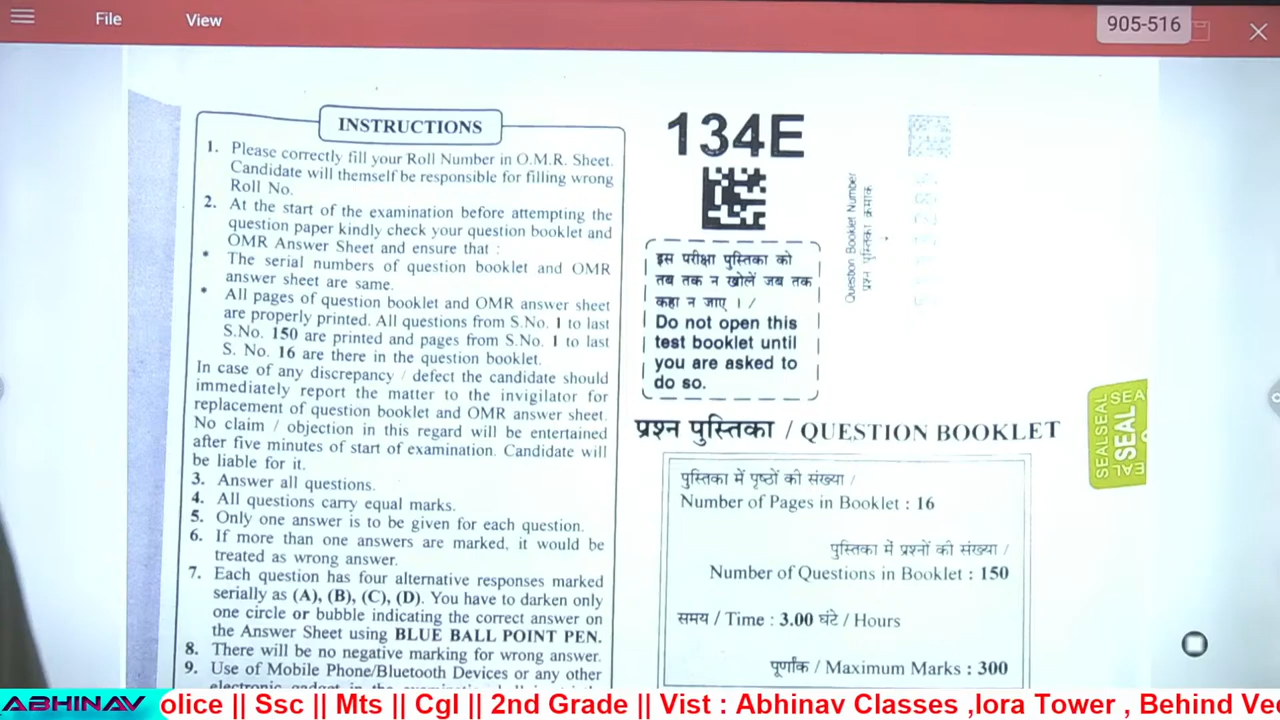 File View 905-516
INSTRUCTIONS
1. Please correctly fill your Roll Number in O.M.R. Sheet.
Candidate will themself be responsible for filling wrong
Roll No.
2. At the start of the examination before attempting the
question paper kindly check your question booklet and
OMR Answer Sheet and ensure that :
* The serial numbers of question booklet and OMR
answer sheet are same.
* All pages of question booklet and OMR answer sheet
are properly printed. All questions from S.No. 1 to last
S.No. 150 are printed and pages from S.No. 1 to last
S. No. 16 are there in the question booklet.
In case of any discrepancy / defect the candidate should
immediately report the matter to the invigilator for
replacement of question booklet and OMR answer sheet.
No claim / objection in this regard will be entertained
after five minutes of start of examination. Candidate will
be liable for it.
3. Answer all questions.
4. All questions carry equal marks.
5. Only one answer is to be given for each question.
6. If more than one answers are marked, it would be
treated as wrong answer.
7. Each question has four alternative responses marked
serially as (A), (B), (C), (D). You have to darken only
one circle or bubble indicating the correct answer on
the Answer Sheet using BLUE BALL POINT PEN.
8. There will be no negative marking for wrong answer.
9. Use of Mobile Phone/Bluetooth Devices or any other
134E
इस परीक्षा पुस्तिका को
तब तक न खोलें जब तक
कहा न जाए । /
Do not open this
test booklet until
you are asked to
do so.
Question Booklet Number
प्रश्न पुस्तिका क्रमांक
प्रश्न पुस्तिका / QUESTION BOOKLET
SEAL SEAL SEA
SEAL
पुस्तिका में पृष्ठों की संख्या /
Number of Pages in Booklet : 16
पुस्तिका में प्रश्नों की संख्या /
Number of Questions in Booklet : 150
समय / Time : 3.00 घंटे / Hours
पूर्णांक / Maximum Marks : 300
ABHINAV olice || Ssc || Mts || Cgl || 2nd Grade || Vist : Abhinav Classes ,lora Tower , Behind Ve